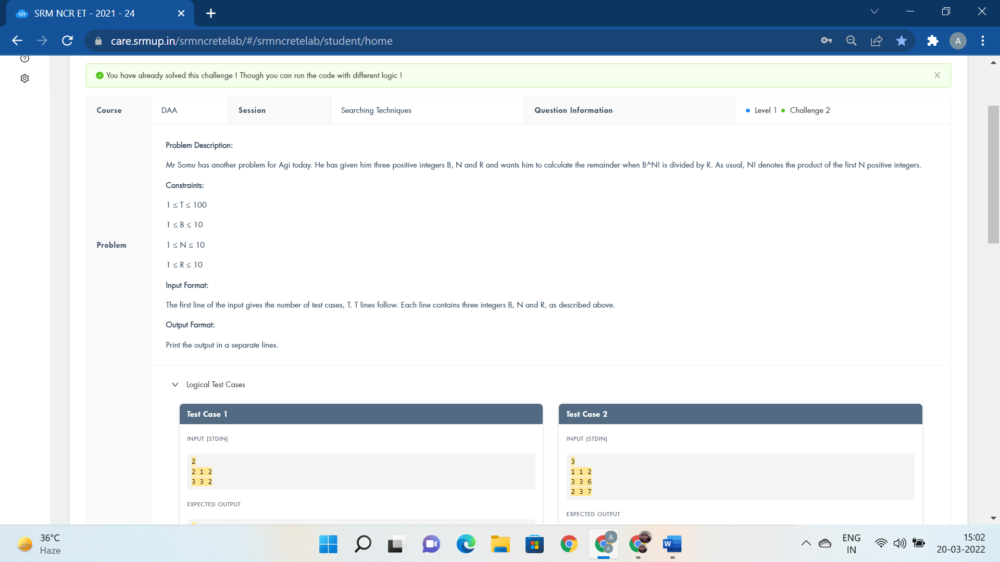 SRM NCR ET - 2021 - 24
care.srmup.in/srmncretelab/#/srmncretelab/student/home
A
You have already solved this challenge ! Though you can run the code with different logic !
Course DAA Session Searching Techniques Question Information Level 1 Challenge 2
Problem Description:
Mr Somu has another problem for Agi today. He has given him three positive integers B, N and R and wants him to calculate the remainder when B^N! is divided by R. As usual, N! denotes the product of the first N positive integers.
Constraints:
1 ≤ T ≤ 100
1 ≤ B ≤ 10
Problem
1 ≤ N ≤ 10
1 ≤ R ≤ 10
Input Format:
The first line of the input gives the number of test cases, T. T lines follow. Each line contains three integers B, N and R, as described above.
Output Format:
Print the output in a separate lines.
Logical Test Cases
Test Case 1
INPUT (STDIN)
2
2 1 2
3 3 2
EXPECTED OUTPUT
Test Case 2
INPUT (STDIN)
3
1 1 2
3 3 6
2 3 7
EXPECTED OUTPUT
36°C
Haze
A
A
W
ENG
IN
15:02
20-03-2022